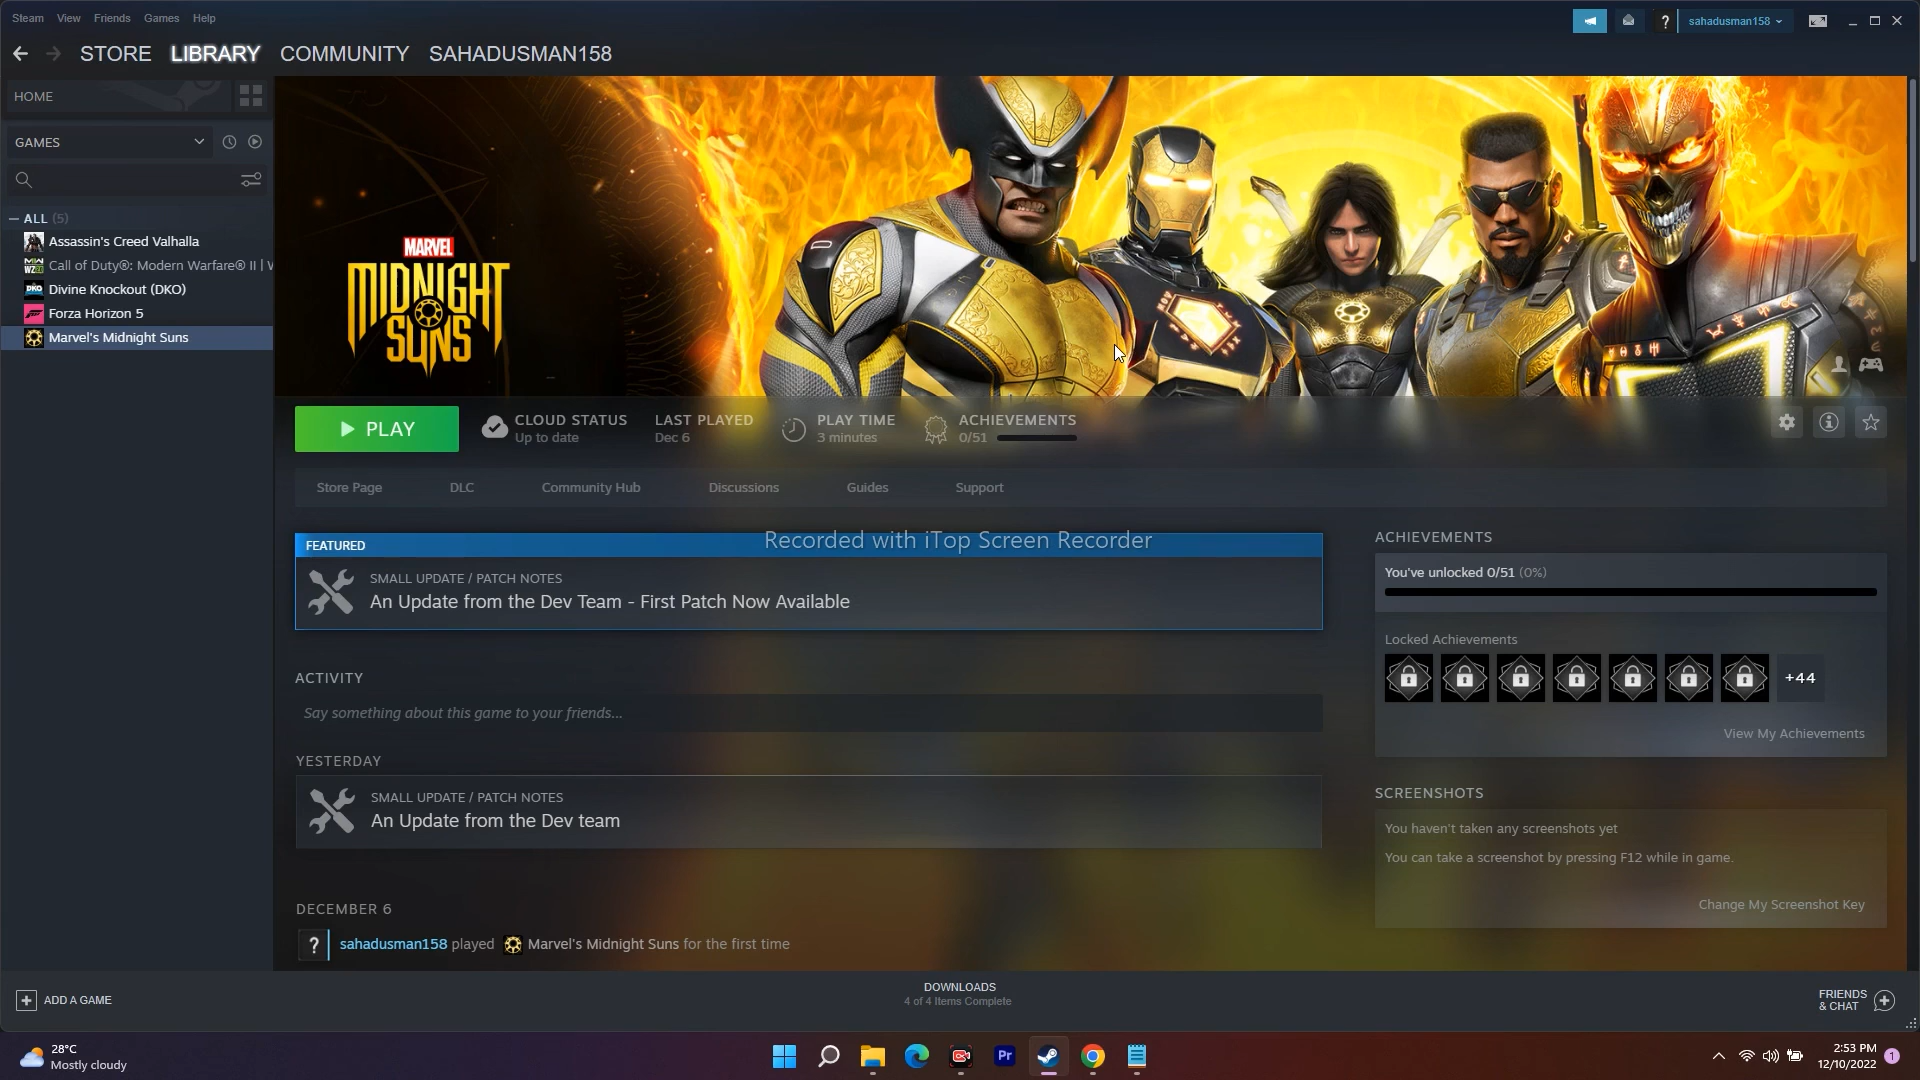 Steam View Friends Games Help
sahadusman158
STORE LIBRARY COMMUNITY SAHADUSMAN158
HOME
GAMES
ALL (5)
Assassin's Creed Valhalla
Call of Duty®: Modern Warfare® II | W
Divine Knockout (DKO)
Forza Horizon 5
Marvel's Midnight Suns
MARVEL
MIDNIGHT
SUNS
PLAY
CLOUD STATUS
Up to date
LAST PLAYED
Dec 6
PLAY TIME
3 minutes
ACHIEVEMENTS
0/51
Store Page DLC Community Hub Discussions Guides Support
Recorded with iTop Screen Recorder
FEATURED
SMALL UPDATE / PATCH NOTES
An Update from the Dev Team - First Patch Now Available
ACTIVITY
Say something about this game to your friends...
YESTERDAY
SMALL UPDATE / PATCH NOTES
An Update from the Dev team
DECEMBER 6
sahadusman158 played Marvel's Midnight Suns for the first time
ACHIEVEMENTS
You've unlocked 0/51 (0%)
Locked Achievements
+44
View My Achievements
SCREENSHOTS
You haven't taken any screenshots yet
You can take a screenshot by pressing F12 while in game.
Change My Screenshot Key
ADD A GAME
DOWNLOADS
4 of 4 Items Complete
FRIENDS
& CHAT
28°C
Mostly cloudy
Pr
2:53 PM
12/10/2022
1